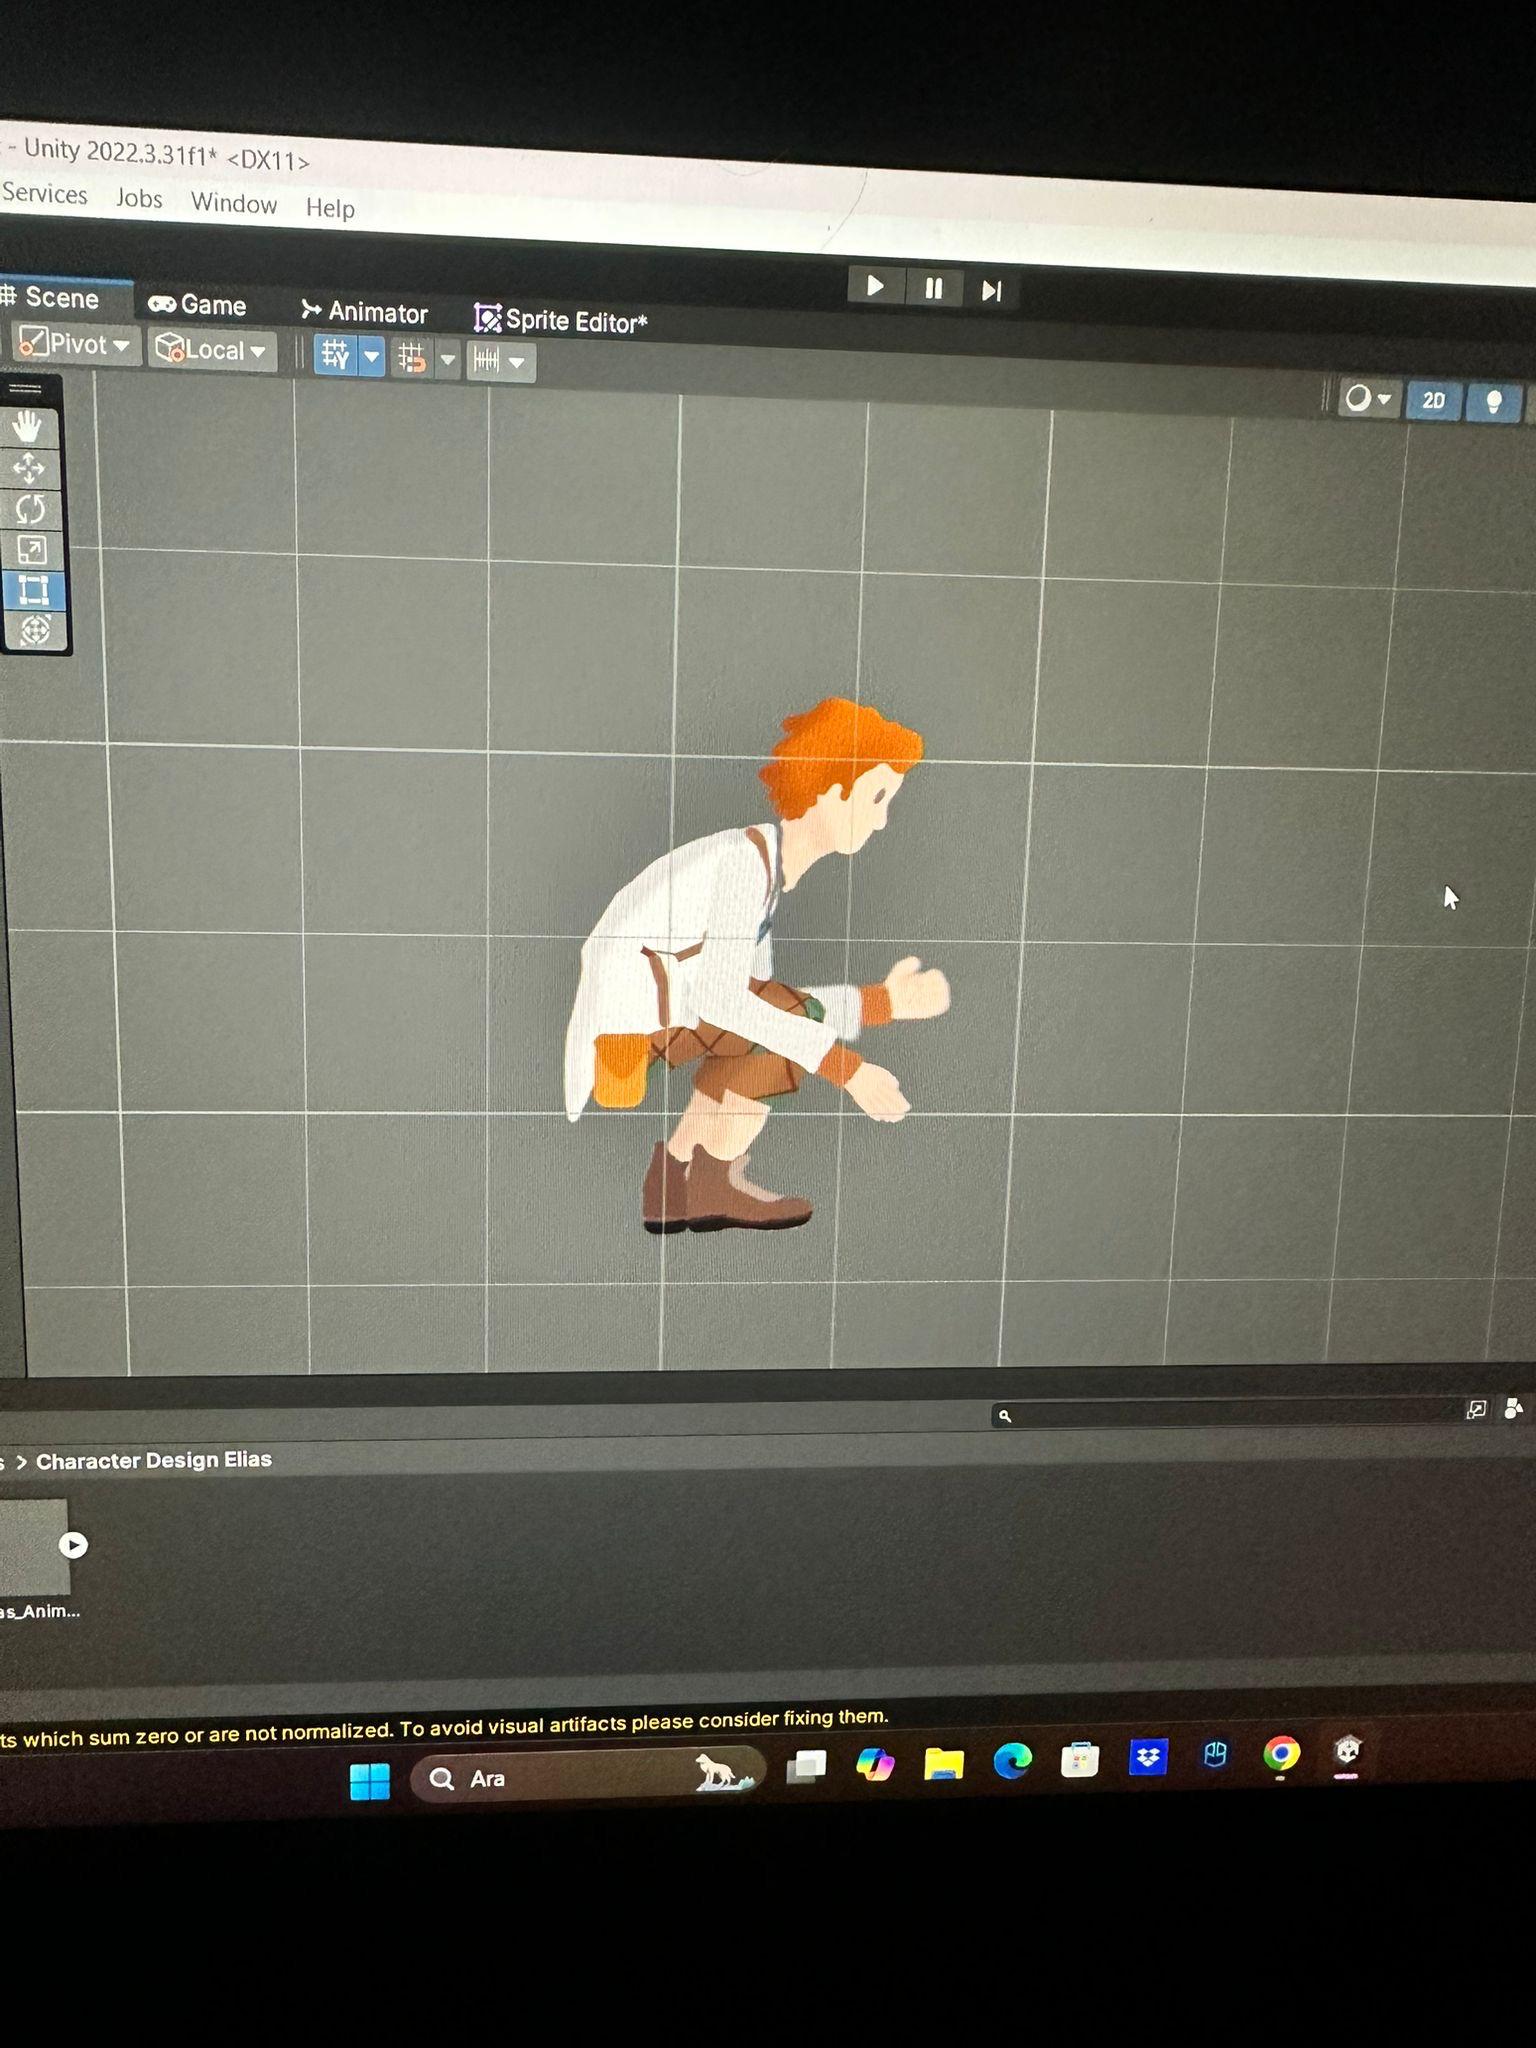 - Unity 2022.3.31f1* <DX11>
Services Jobs Window Help
Scene Game Animator Sprite Editor*
Pivot Local
2D
> Character Design Elias
as_Anim...
ts which sum zero or are not normalized. To avoid visual artifacts please consider fixing them.
Ara